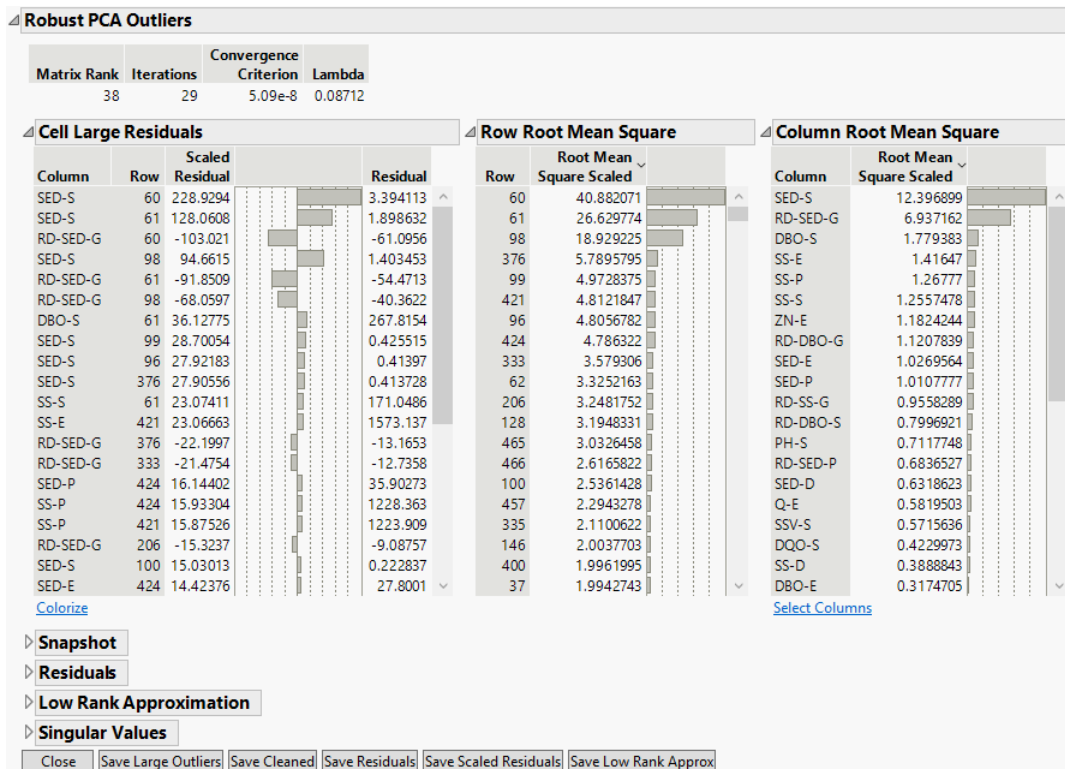 Robust PCA Outliers
Matrix Rank Iterations Convergence Criterion Lambda
38 29 5.09e-8 0.08712
Cell Large Residuals
Column Row Scaled Residual Residual
SED-S 60 228.9294 3.394113
SED-S 61 128.0608 1.898632
RD-SED-G 60 -103.021 -61.0956
SED-S 98 94.6615 1.403453
RD-SED-G 61 -91.8509 -54.4713
RD-SED-G 98 -68.0597 -40.3622
DBO-S 61 36.12775 267.8154
SED-S 99 28.70054 0.425515
SED-S 96 27.92183 0.41397
SED-S 376 27.90556 0.413728
SS-S 61 23.07411 171.0486
SS-E 421 23.06663 1573.137
RD-SED-G 376 -22.1997 -13.1653
RD-SED-G 333 -21.4754 -12.7358
SED-P 424 16.14402 35.90273
SS-P 424 15.93304 1228.363
SS-P 421 15.87526 1223.909
RD-SED-G 206 -15.3237 -9.08757
SED-S 100 15.03013 0.222837
SED-E 424 14.42376 27.8001
Colorize
Row Root Mean Square
Row Root Mean Square Scaled
60 40.882071
61 26.629774
98 18.929225
376 5.7895795
99 4.9728375
421 4.8121847
96 4.8056782
424 4.786322
333 3.579306
62 3.3252163
206 3.2481752
128 3.1948331
465 3.0326458
466 2.6165822
100 2.5361428
457 2.2943278
335 2.1100622
146 2.0037703
400 1.9961995
37 1.9942743
Column Root Mean Square
Column Root Mean Square Scaled
SED-S 12.396899
RD-SED-G 6.937162
DBO-S 1.779383
SS-E 1.41647
SS-P 1.26777
SS-S 1.2557478
ZN-E 1.1824244
RD-DBO-G 1.1207839
SED-E 1.0269564
SED-P 1.0107777
RD-SS-G 0.9558289
RD-DBO-S 0.7996921
PH-S 0.7117748
RD-SED-P 0.6836527
SED-D 0.6318623
Q-E 0.5819503
SSV-S 0.5715636
DQO-S 0.4229973
SS-D 0.3888843
DBO-E 0.3174705
Select Columns
Snapshot
Residuals
Low Rank Approximation
Singular Values
Close Save Large Outliers Save Cleaned Save Residuals Save Scaled Residuals Save Low Rank Approx